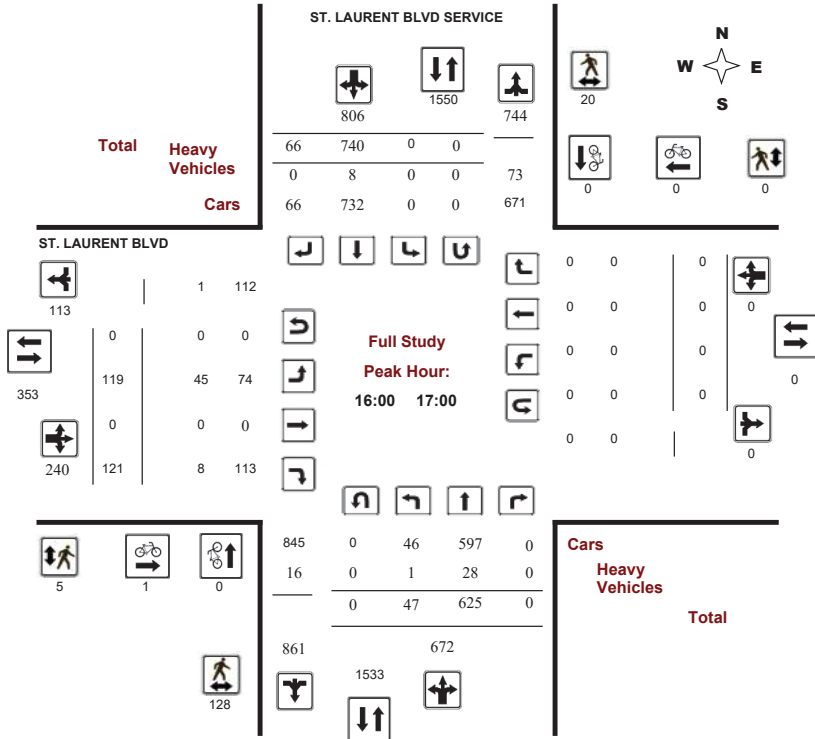 ST. LAURENT BLVD SERVICE
N
W E
S
806 1550 744 20
Total 66 740 0 0
Heavy
Vehicles
0 8 0 0 73
Cars 66 732 0 0 671
0 0 0
ST. LAURENT BLVD
113
1 112
0 0 0
353
119 45 74
0 0 0
240
121 8 113
Full Study
Peak Hour:
16:00 17:00
0 0 0
0 0 0 0
0 0 0
0
0 0 0
0 0
0
845 0 46 597 0 Cars
16 0 1 28 0 Heavy
Vehicles
0 47 625 0 Total
861 672
1533
5 1 0
128